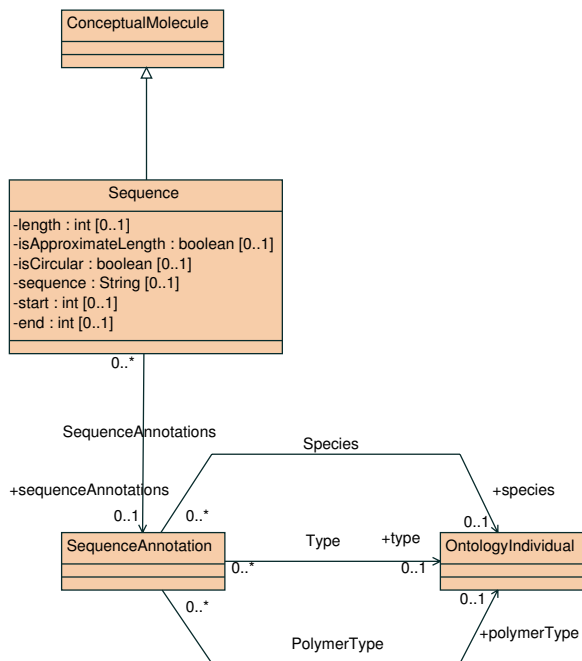 ConceptualMolecule
Sequence
-length : int [0..1]
-isApproximateLength : boolean [0..1]
-isCircular : boolean [0..1]
-sequence : String [0..1]
-start : int [0..1]
-end : int [0..1]
0..*
SequenceAnnotations
Species
+sequenceAnnotations
+species
0..1
0..*
0..1
SequenceAnnotation
Type
+type
OntologyIndividual
0..*
0..1
0..*
0..1
PolymerType
+polymerType